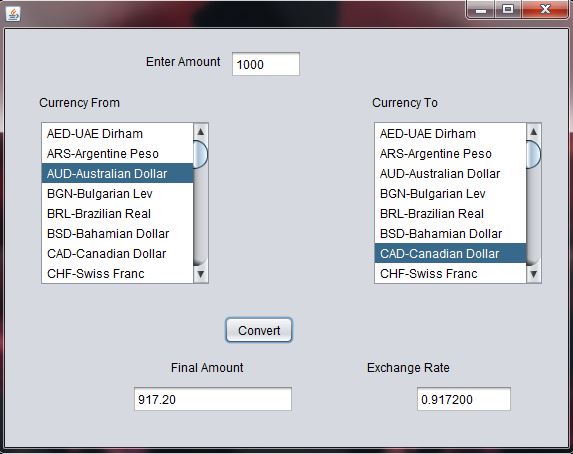 Enter Amount 1000
Currency From
AED-UAE Dirham
ARS-Argentine Peso
AUD-Australian Dollar
BGN-Bulgarian Lev
BRL-Brazilian Real
BSD-Bahamian Dollar
CAD-Canadian Dollar
CHF-Swiss Franc
Currency To
AED-UAE Dirham
ARS-Argentine Peso
AUD-Australian Dollar
BGN-Bulgarian Lev
BRL-Brazilian Real
BSD-Bahamian Dollar
CAD-Canadian Dollar
CHF-Swiss Franc
Convert
Final Amount
917.20
Exchange Rate
0.917200